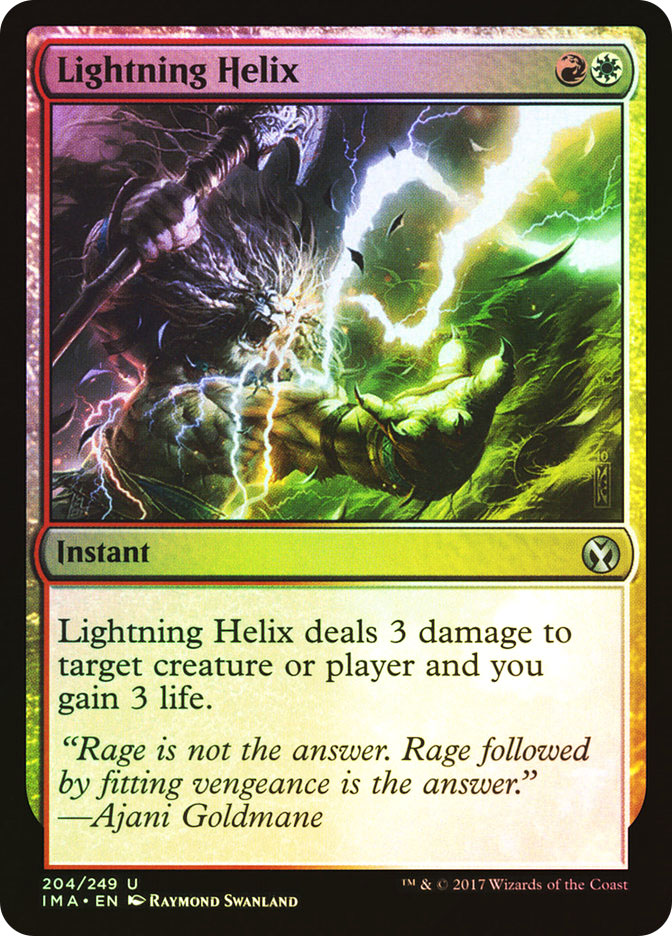 Lightning Helix
Instant
Lightning Helix deals 3 damage to
target creature or player and you
gain 3 life.
“Rage is not the answer. Rage followed
by fitting vengeance is the answer.”
—Ajani Goldmane
204/249 U
IMA • EN Raymond Swanland
™ & © 2017 Wizards of the Coast